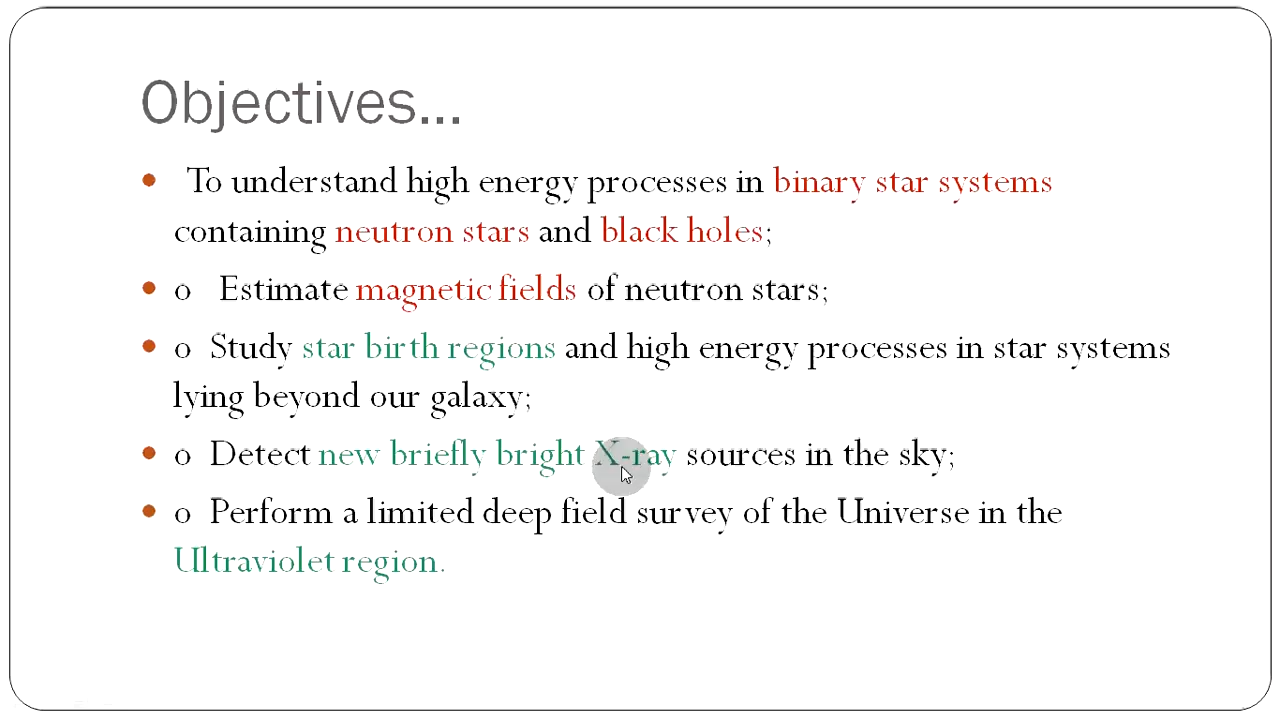 Objectives...
• To understand high energy processes in binary star systems
containing neutron stars and black holes;
• o Estimate magnetic fields of neutron stars;
• o Study star birth regions and high energy processes in star systems
lying beyond our galaxy;
• o Detect new briefly bright X-ray sources in the sky;
• o Perform a limited deep field survey of the Universe in the
Ultraviolet region.